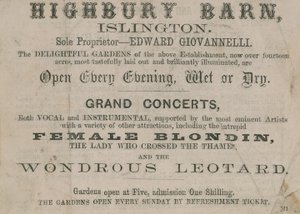 HIGHBURY BARN,
ISLINGTON.
Sole Proprietor—EDWARD GIOVANNELLI.
The DELIGHTFUL GARDENS of the above Establishment, now over fourteen
acres, most tastefully laid out and brilliantly illuminated, are
Open Every Evening, Wet or Dry.
GRAND CONCERTS,
Both VOCAL and INSTRUMENTAL, supported by the most eminent Artists
with a variety of other attractions, including the intrepid
FEMALE BLONDIN,
THE LADY WHO CROSSED THE THAMES,
AND THE
WONDROUS LEOTARD.
Gardens open at Five, admission One Shilling.
THE GARDENS OPEN EVERY SUNDAY BY REFRESHMENT TICKET.